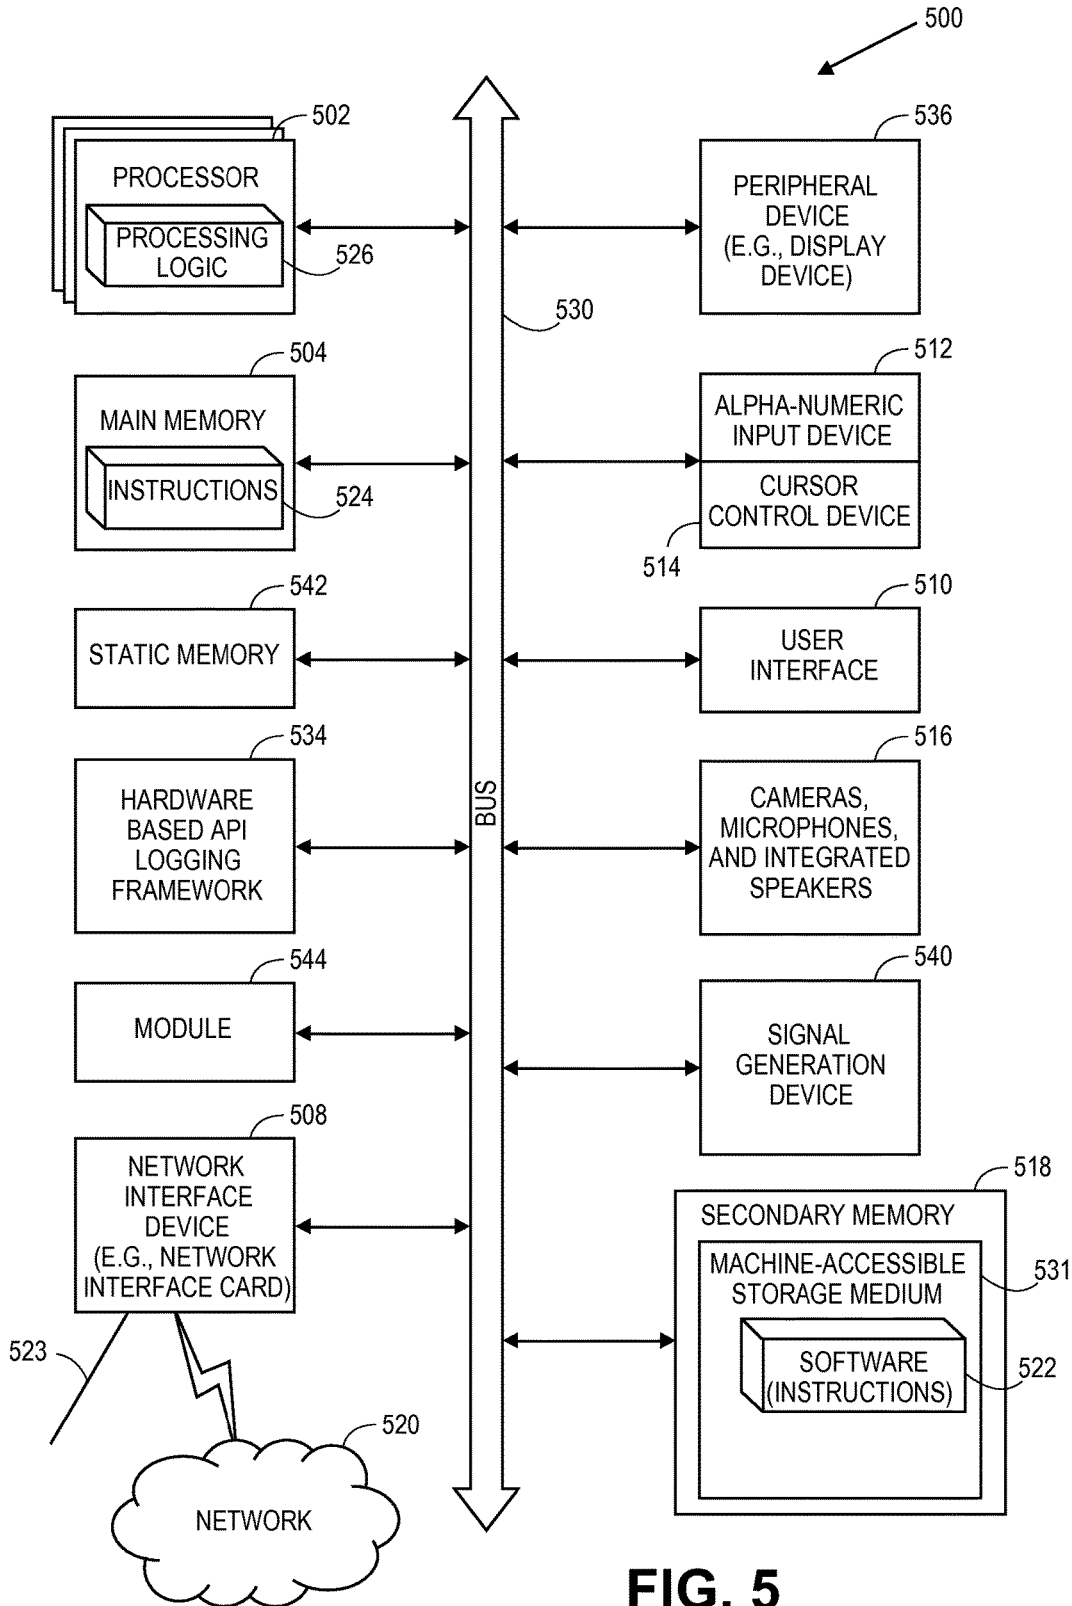 500
502
PROCESSOR
PROCESSING
LOGIC
526
536
PERIPHERAL
DEVICE
(E.G., DISPLAY
DEVICE)
530
504
MAIN MEMORY
INSTRUCTIONS
524
512
ALPHA-NUMERIC
INPUT DEVICE
CURSOR
CONTROL DEVICE
514
542
STATIC MEMORY
510
USER
INTERFACE
534
HARDWARE
BASED API
LOGGING
FRAMEWORK
BUS
516
CAMERAS,
MICROPHONES,
AND INTEGRATED
SPEAKERS
544
MODULE
540
SIGNAL
GENERATION
DEVICE
508
NETWORK
INTERFACE
DEVICE
(E.G., NETWORK
INTERFACE CARD)
523
518
SECONDARY MEMORY
MACHINE-ACCESSIBLE
STORAGE MEDIUM
531
SOFTWARE
(INSTRUCTIONS)
522
520
NETWORK
FIG. 5